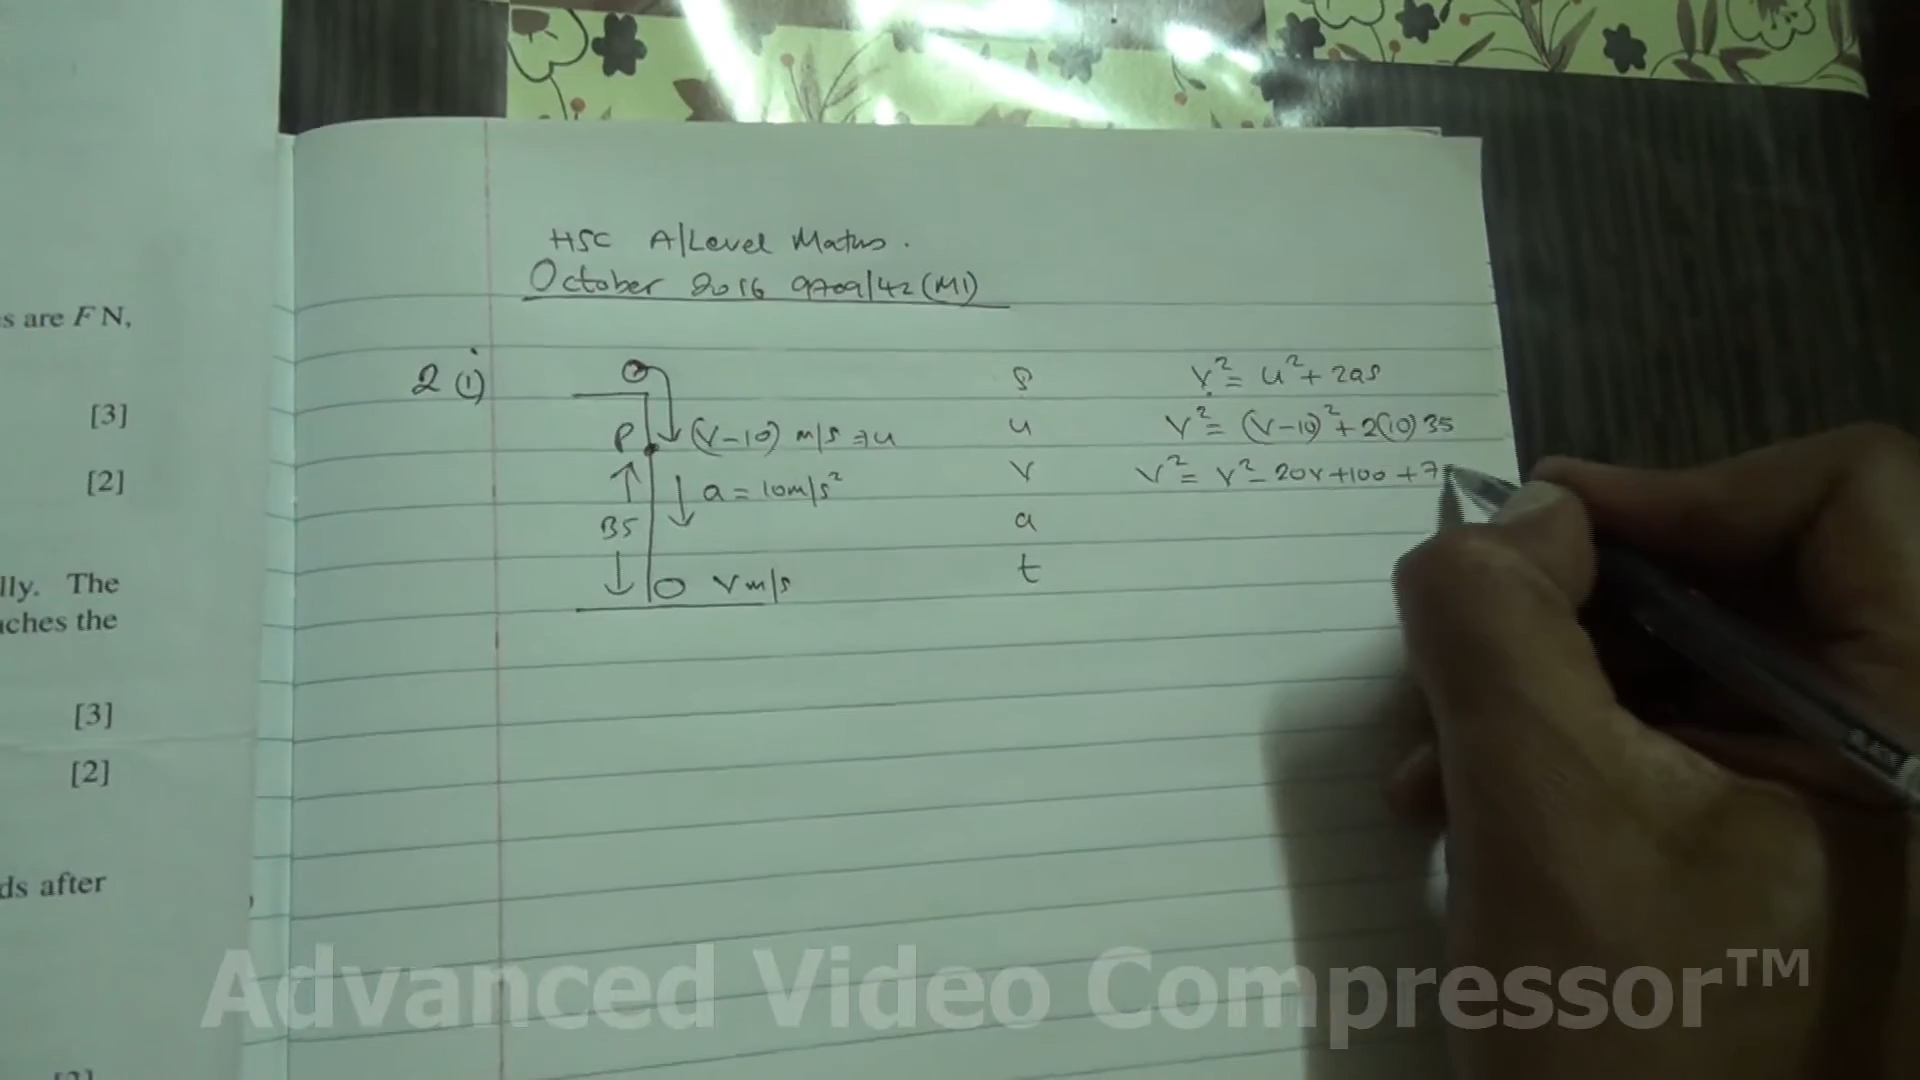 s are F N,
[3]
[2]
lly. The
aches the
[3]
[2]
ds after
HSC A/Level Maths.
October 2016 9709/42 (M1)
2 (i)
P (v-10) m/s = u
a = 10m/s²
35
v m/s
s
u
v
a
t
v² = u² + 2as
v² = (v-10)² + 2(10) 35
v² = v² - 20v + 100 + 7
Advanced Video Compressor™